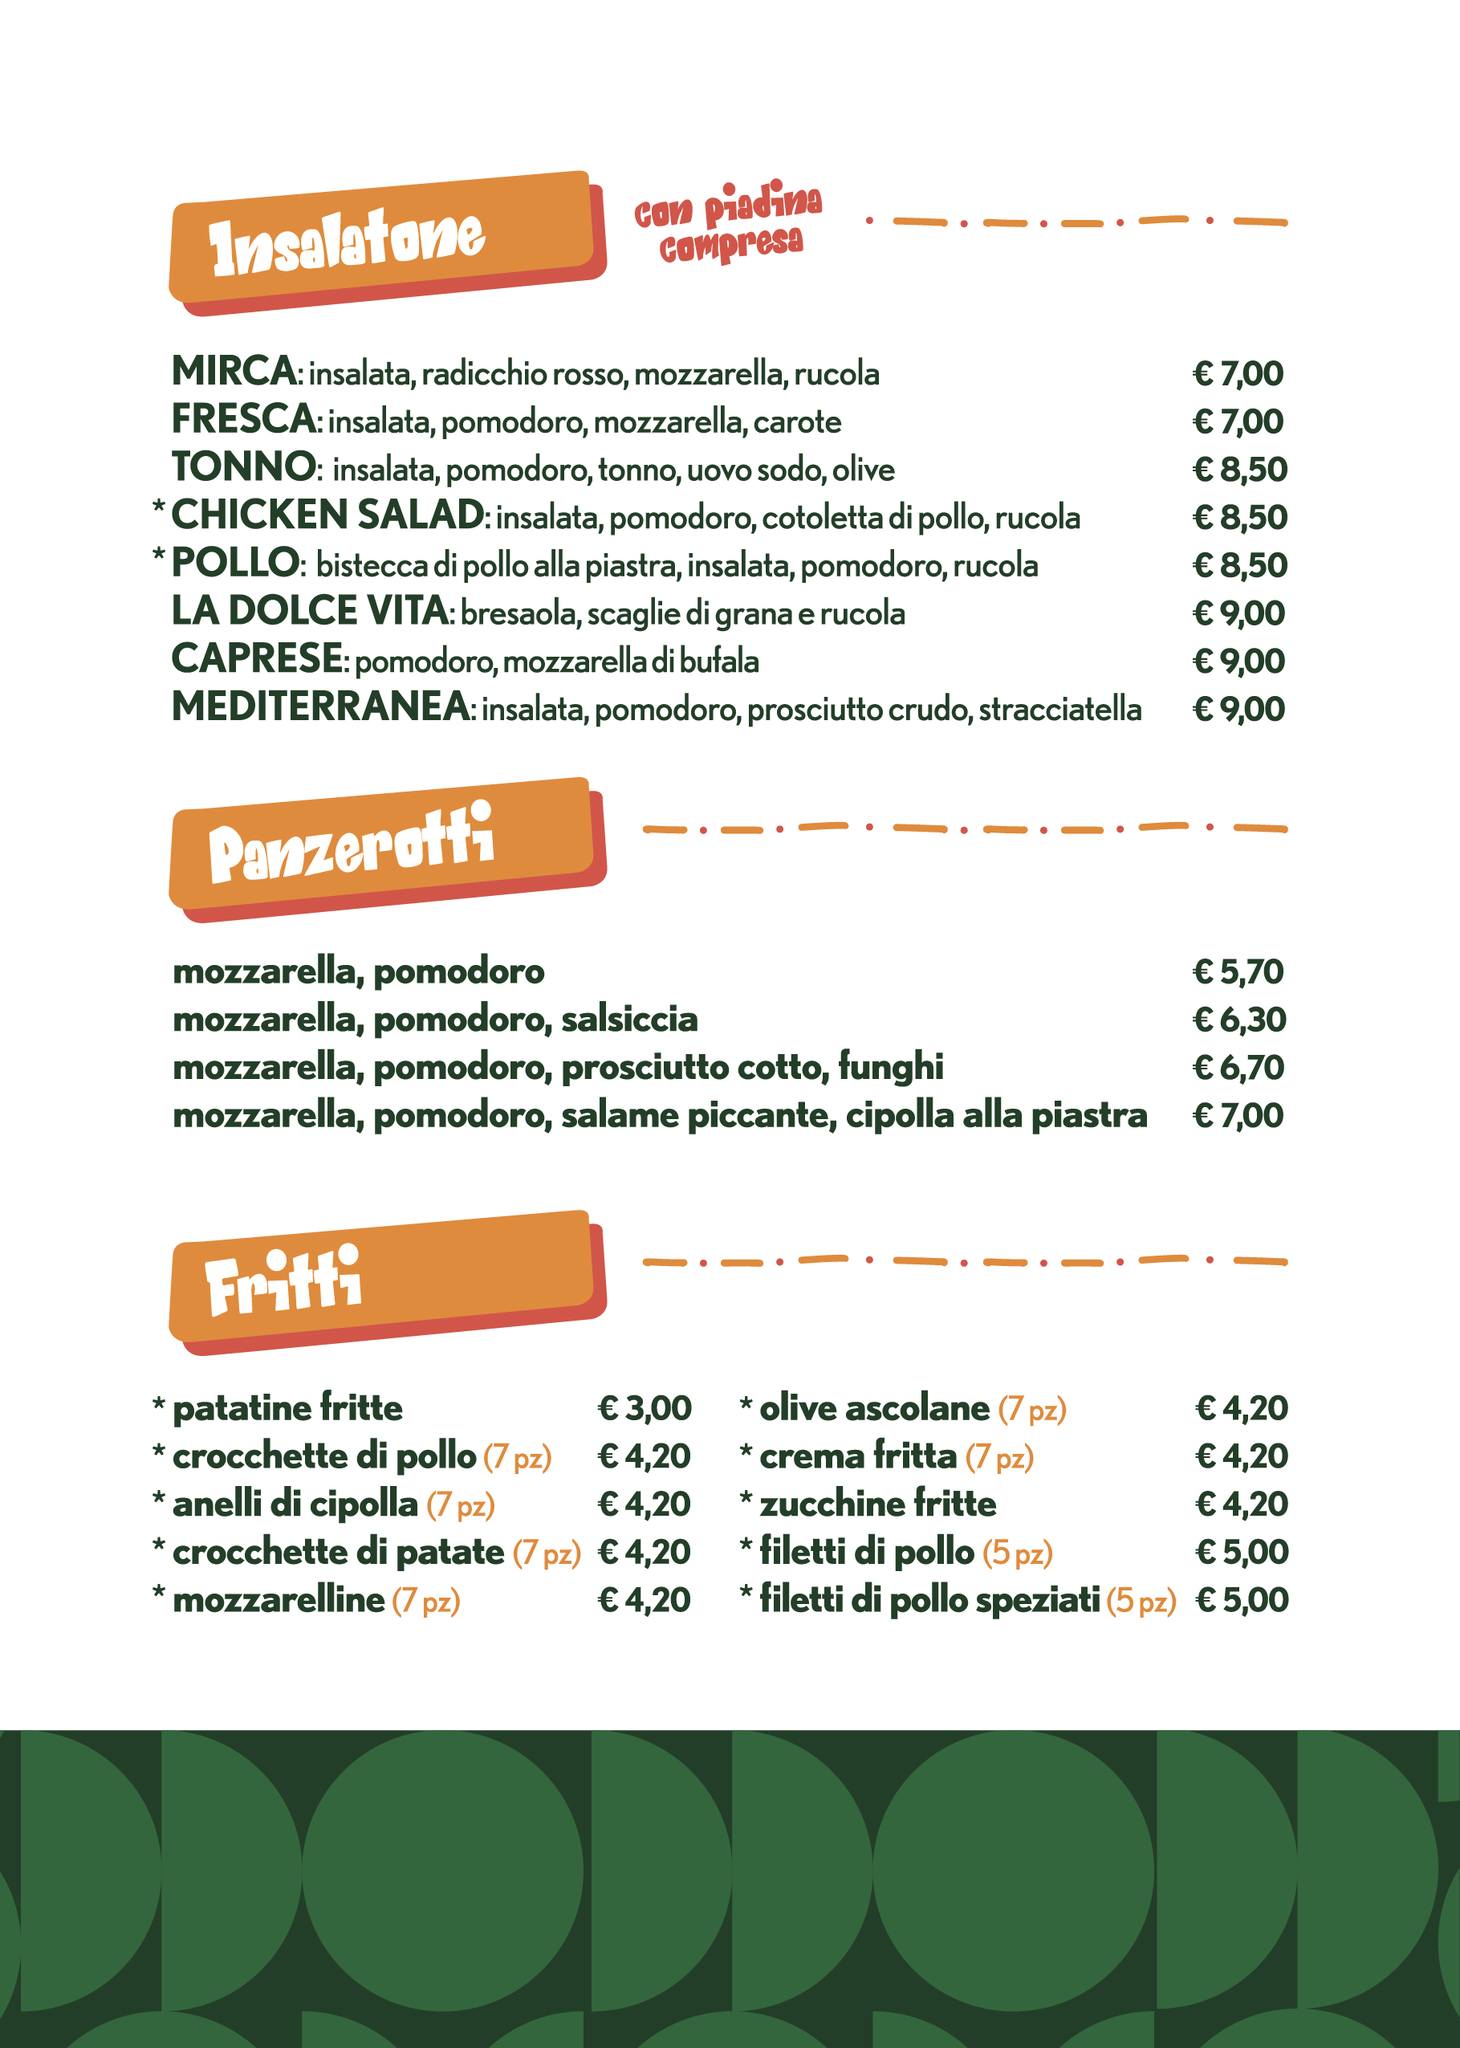 Insalatone
con piadina
compresa
MIRCA: insalata, radicchio rosso, mozzarella, rucola € 7,00
FRESCA: insalata, pomodoro, mozzarella, carote € 7,00
TONNO: insalata, pomodoro, tonno, uovo sodo, olive € 8,50
* CHICKEN SALAD: insalata, pomodoro, cotoletta di pollo, rucola € 8,50
* POLLO: bistecca di pollo alla piastra, insalata, pomodoro, rucola € 8,50
LA DOLCE VITA: bresaola, scaglie di grana e rucola € 9,00
CAPRESE: pomodoro, mozzarella di bufala € 9,00
MEDITERRANEA: insalata, pomodoro, prosciutto crudo, stracciatella € 9,00
Panzerotti
mozzarella, pomodoro € 5,70
mozzarella, pomodoro, salsiccia € 6,30
mozzarella, pomodoro, prosciutto cotto, funghi € 6,70
mozzarella, pomodoro, salame piccante, cipolla alla piastra € 7,00
Fritti
* patatine fritte € 3,00
* crocchette di pollo (7 pz) € 4,20
* anelli di cipolla (7 pz) € 4,20
* crocchette di patate (7 pz) € 4,20
* mozzarelline (7 pz) € 4,20
* olive ascolane (7 pz) € 4,20
* crema fritta (7 pz) € 4,20
* zucchine fritte € 4,20
* filetti di pollo (5 pz) € 5,00
* filetti di pollo speziati (5 pz) € 5,00